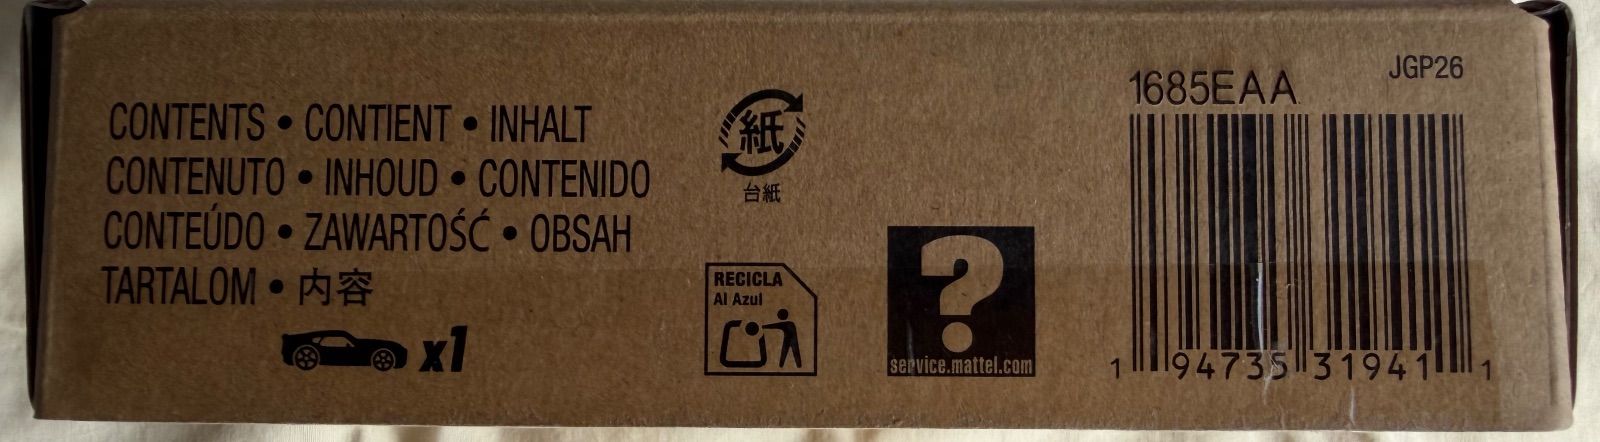 CONTENTS • CONTIENT • INHALT
CONTENUTO • INHOUD • CONTENIDO
CONTEÚDO • ZAWARTOŚĆ • OBSAH
TARTALOM • 内容
x1
紙
台紙
RECICLA
Al Azul
?
service.mattel.com
JGP26
1685EAA
1 94735 31941 1